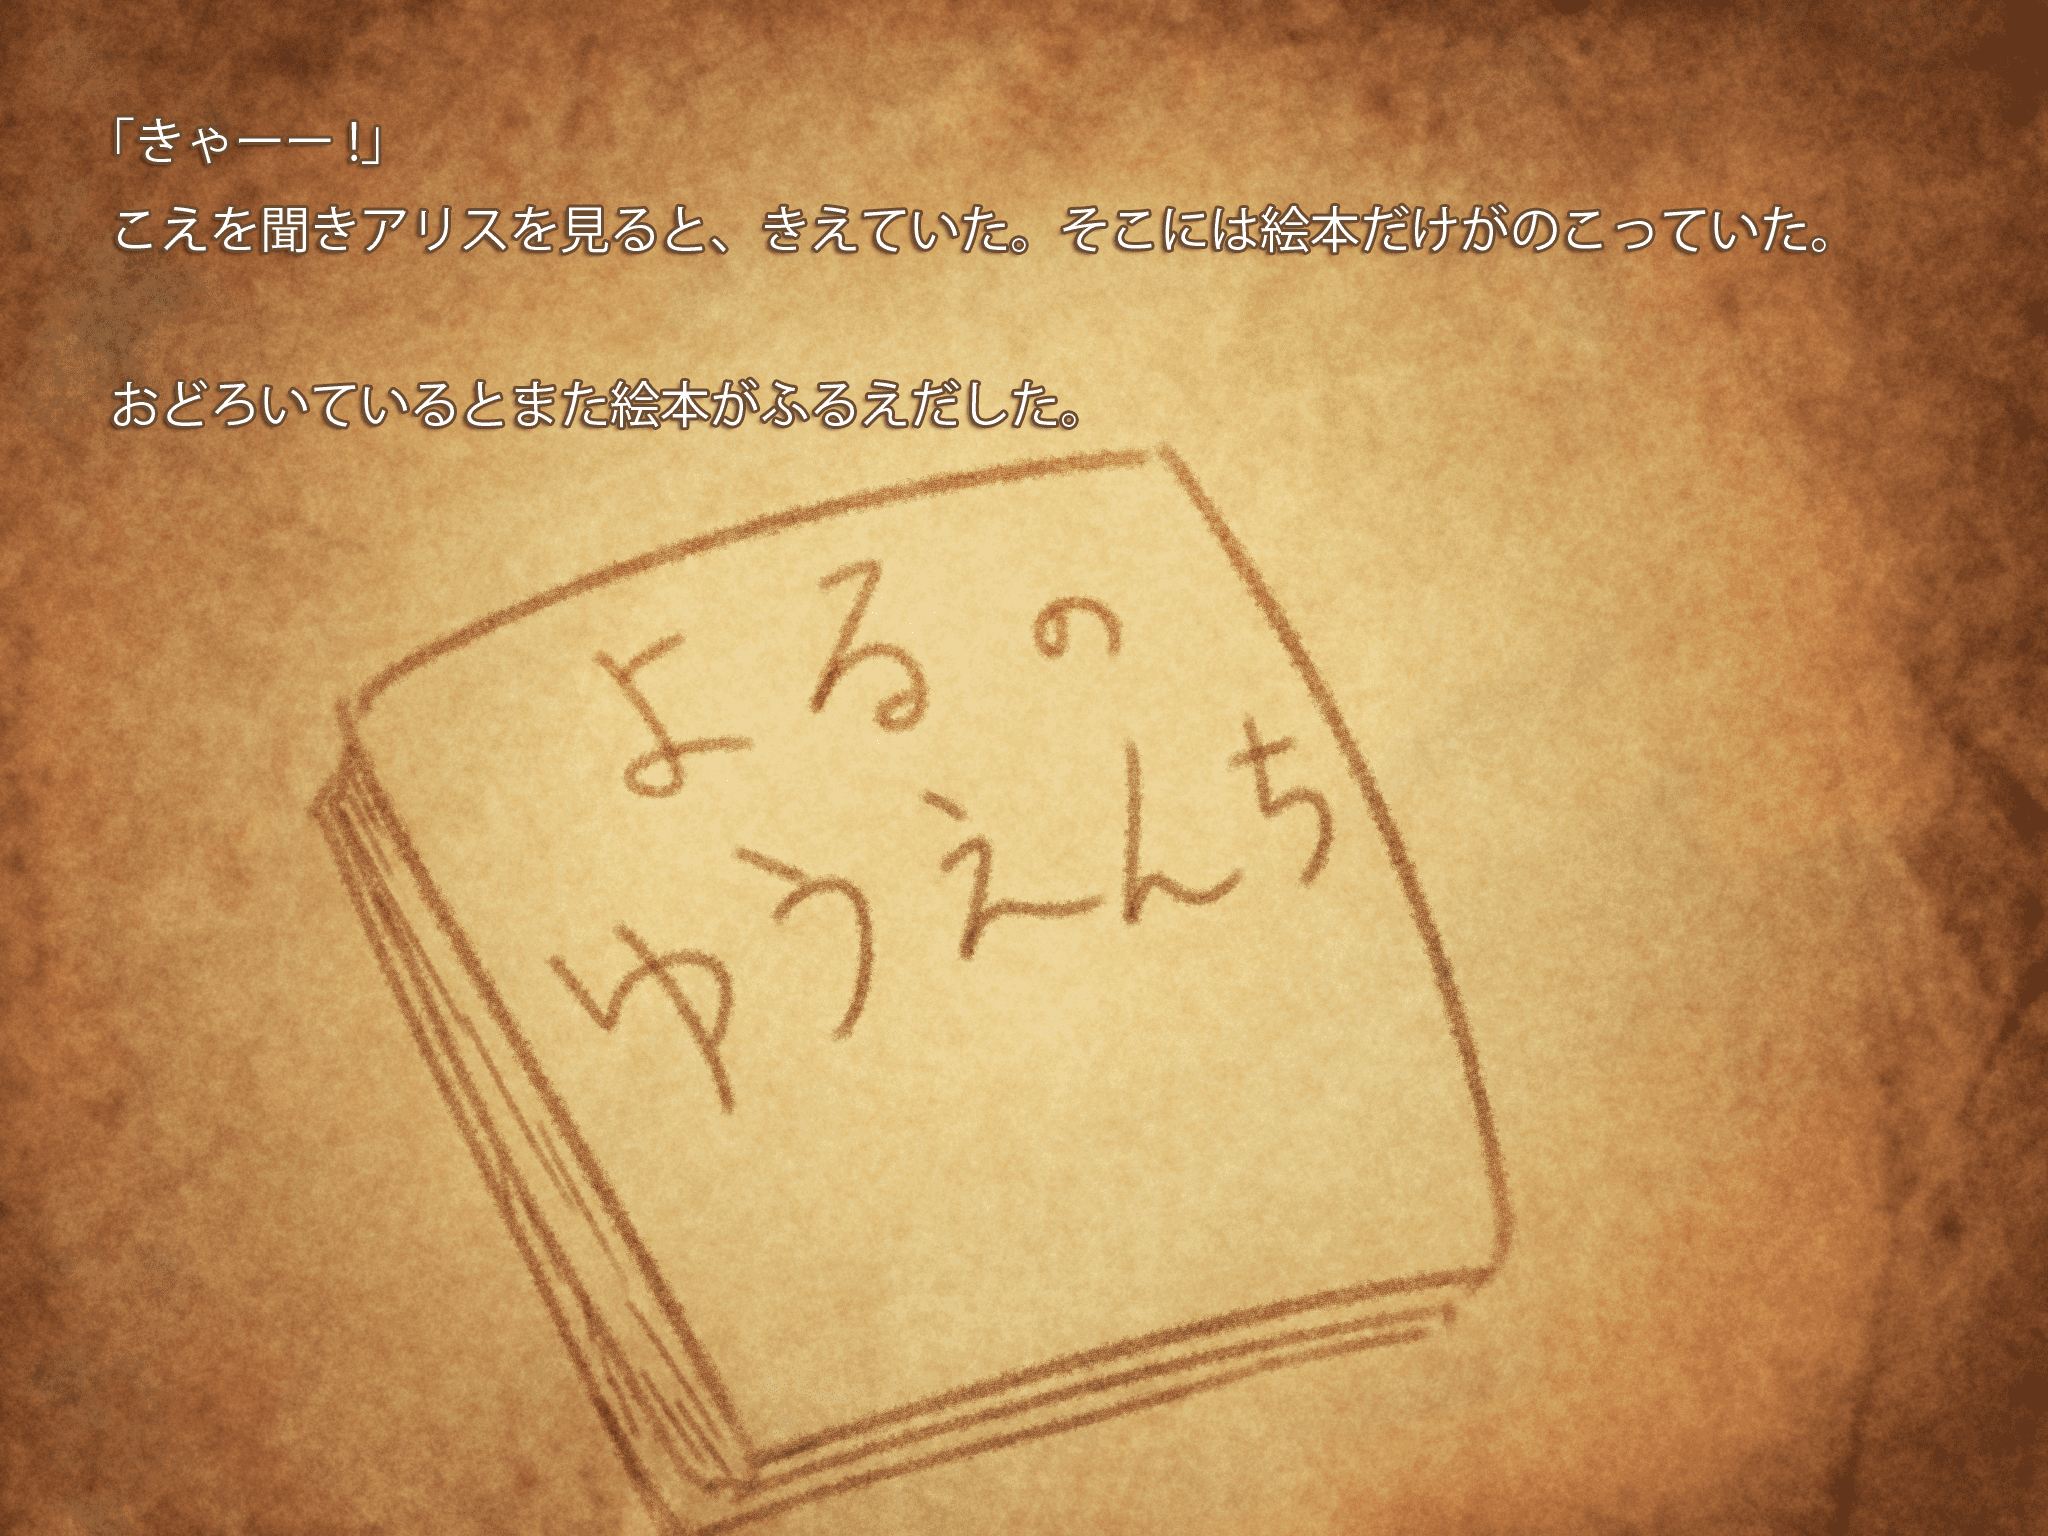 「きゃーー！」
こえを聞きアリスを見ると、きえていた。そこには絵本だけがのこっていた。
おどろいているとまた絵本がふるえだした。
よるの
ゆうえんち